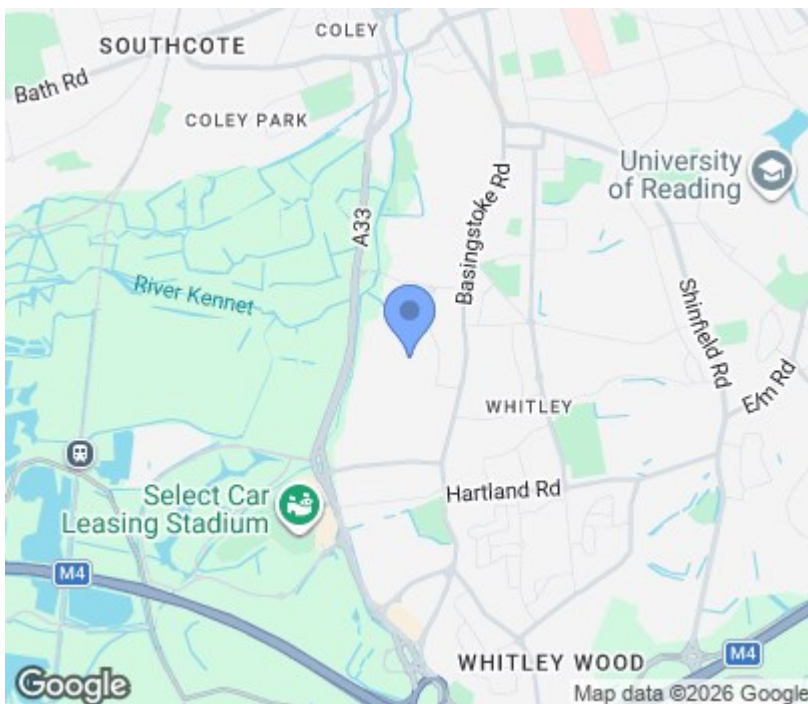 SOUTHCOTE
COLEY
Bath Rd
COLEY PARK
A33
Basingstoke Rd
University
of Reading
River Kennet
Shinfield Rd
E/m Rd
WHITLEY
Select Car
Leasing Stadium
Hartland Rd
M4
WHITLEY WOOD
M4
Google
Map data ©2026 Google